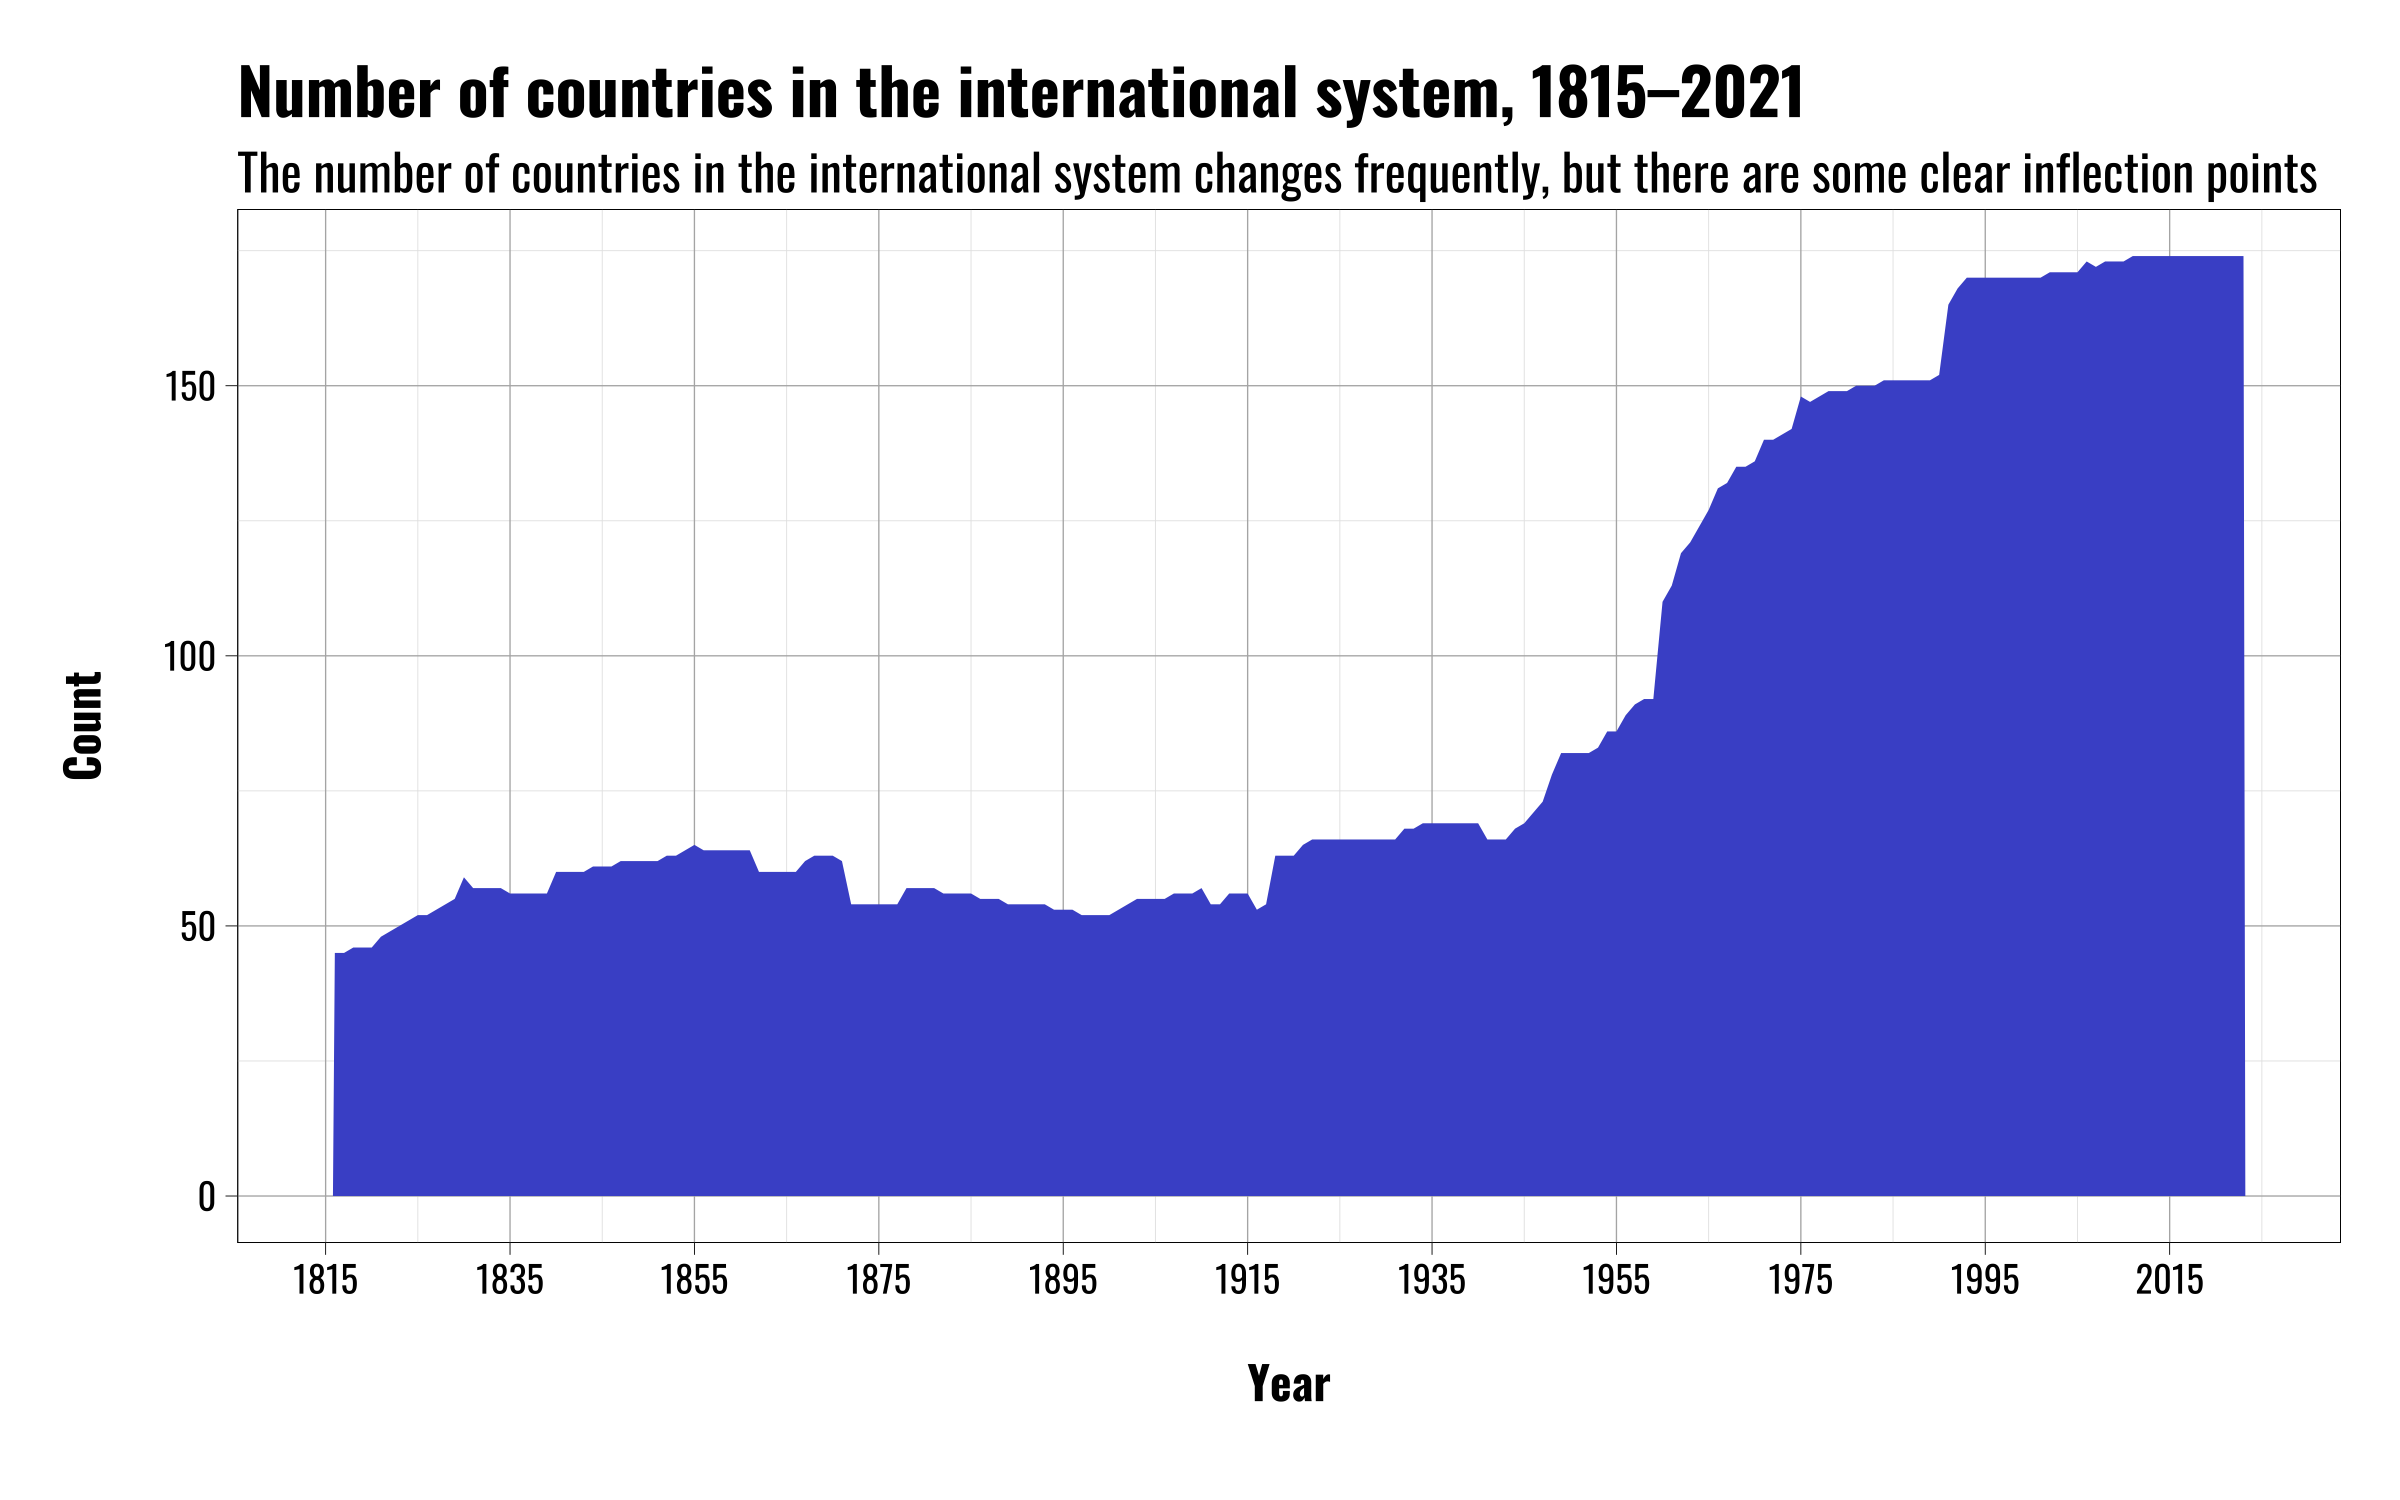 Number of countries in the international system, 1815–2021
The number of countries in the international system changes frequently, but there are some clear inflection points
150
100
50
0
Count
1815 1835 1855 1875 1895 1915 1935 1955 1975 1995 2015
Year